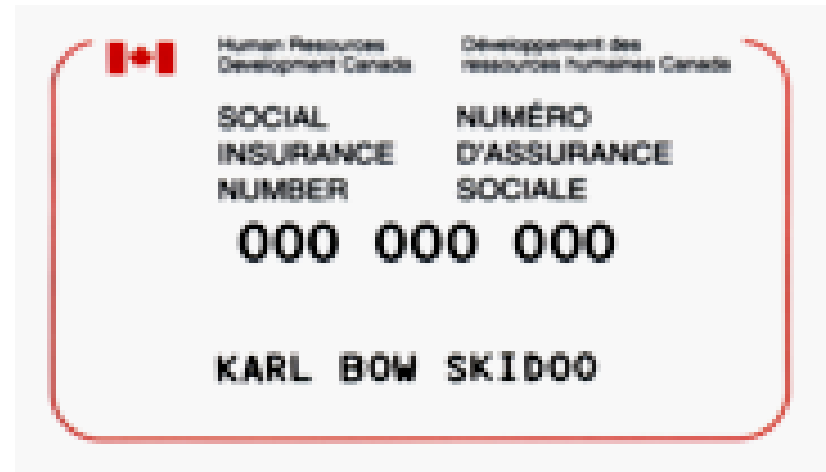 Human Resources Development Canada
Développement des ressources humaines Canada
SOCIAL INSURANCE NUMBER
NUMÉRO D'ASSURANCE SOCIALE
000 000 000
KARL BOW SKIDOO